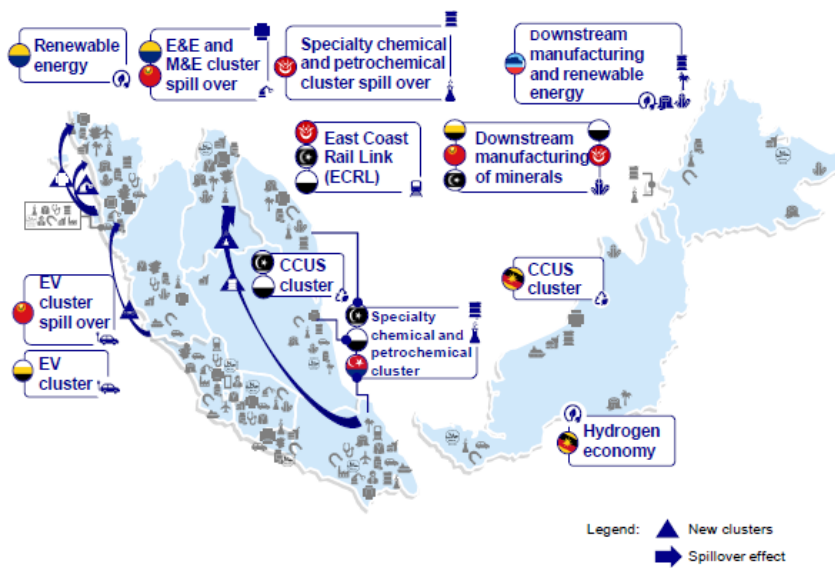 Renewable
energy
E&E and
M&E cluster
spill over
Specialty chemical
and petrochemical
cluster spill over
Downstream
manufacturing
and renewable
energy
East Coast
Rail Link
(ECRL)
Downstream
manufacturing
of minerals
CCUS
cluster
CCUS
cluster
EV
cluster
spill over
EV
cluster
Specialty
chemical and
petrochemical
cluster
Hydrogen
economy
Legend:
New clusters
Spillover effect